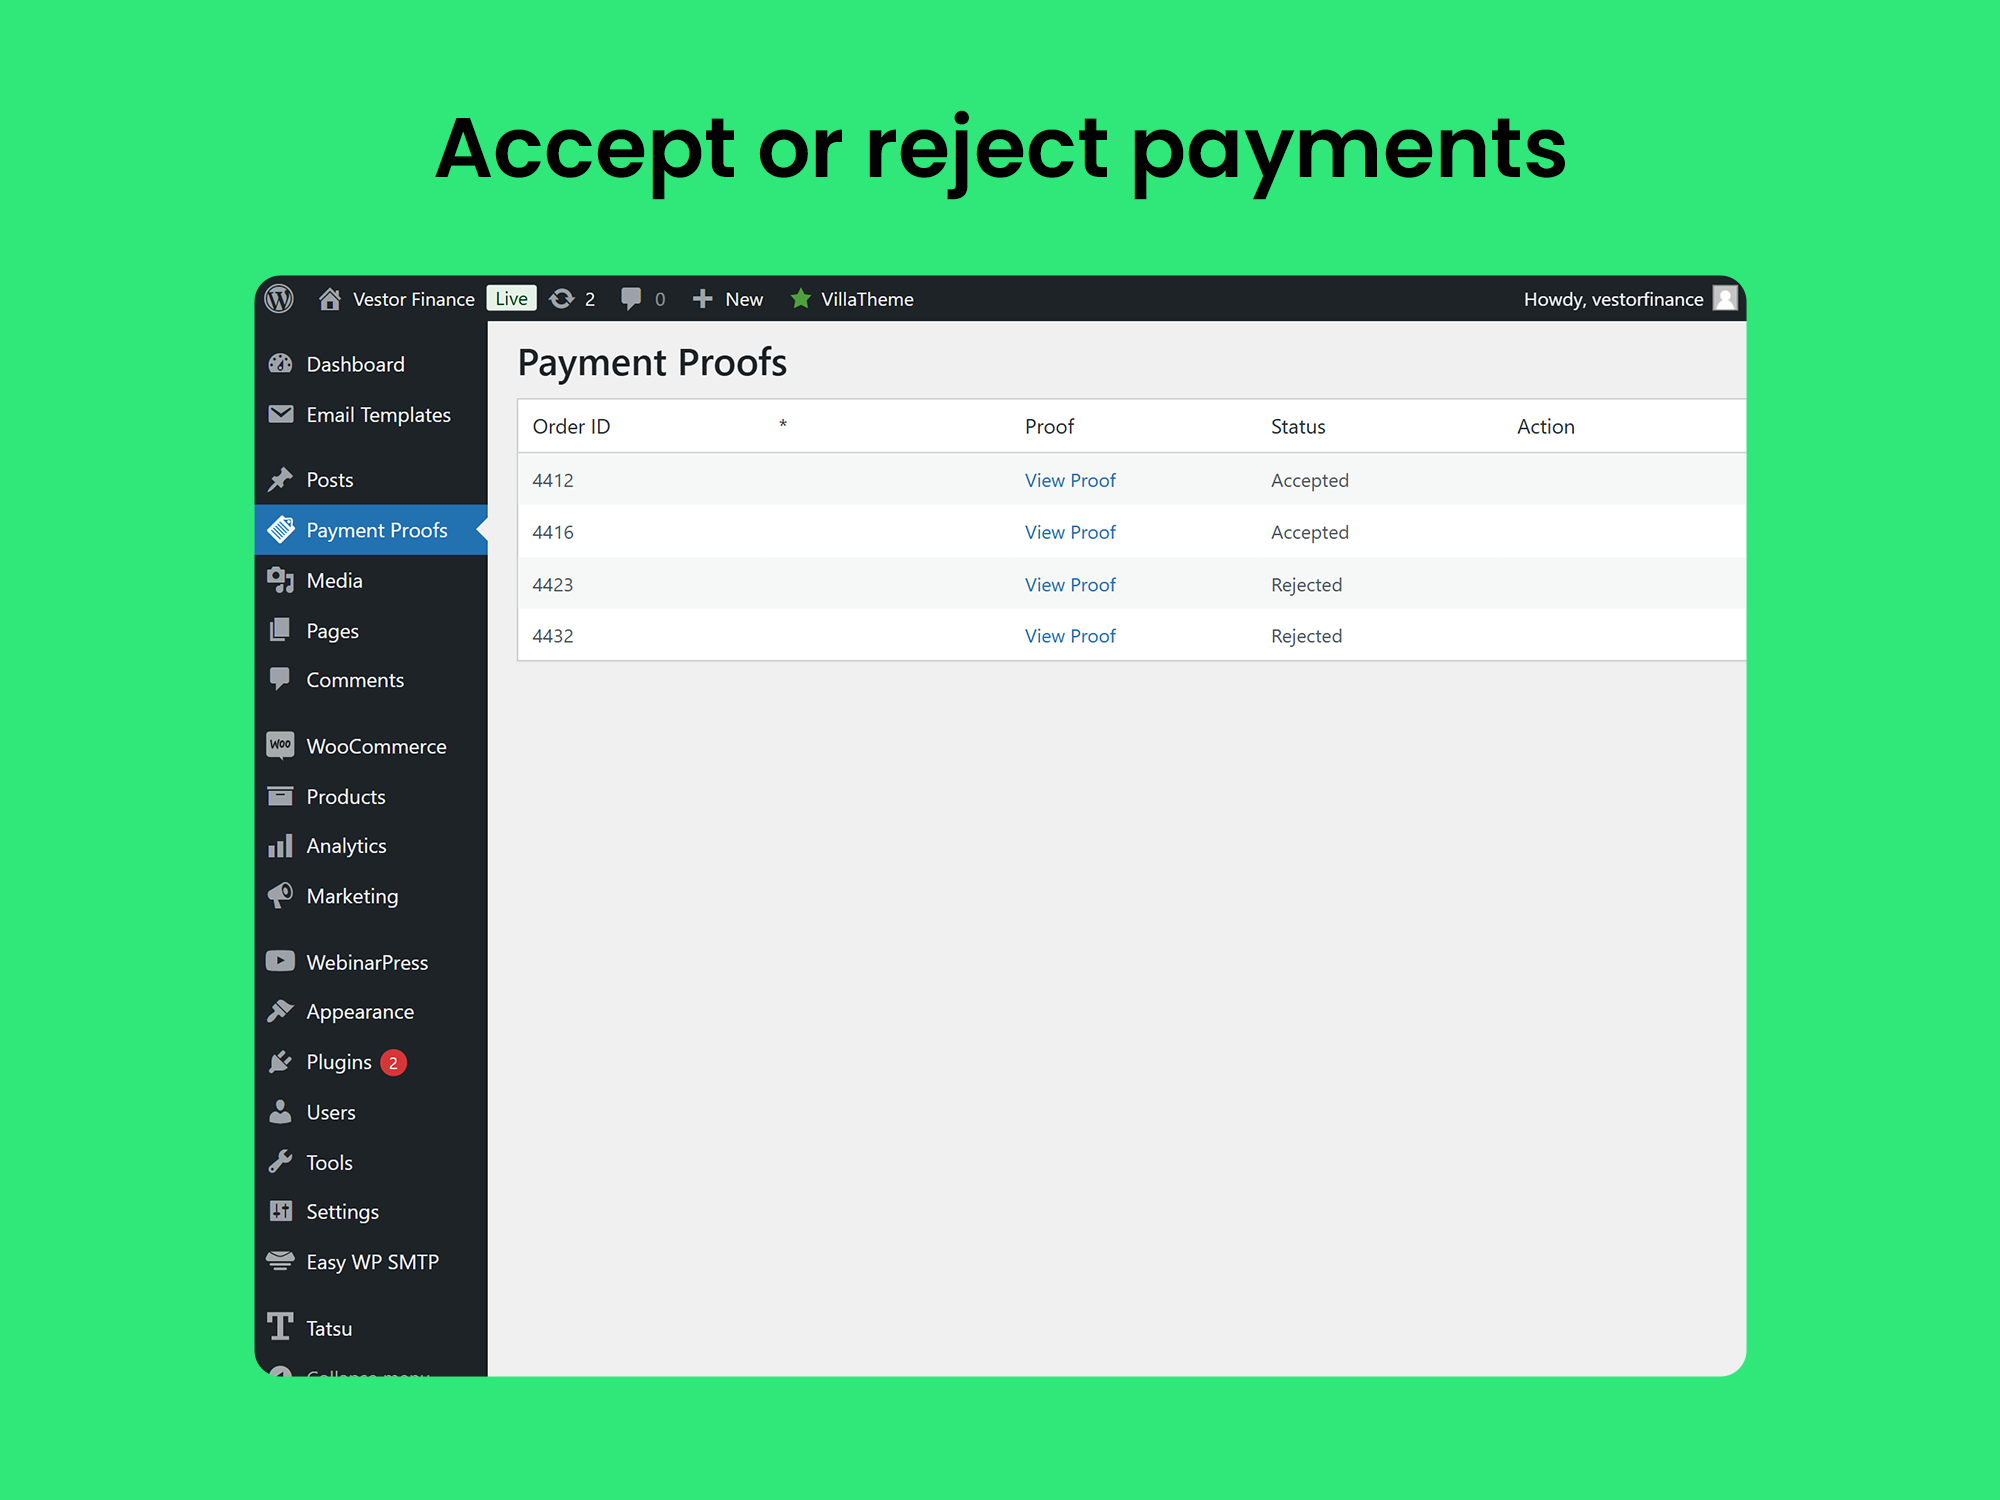 Accept or reject payments
Vestor Finance Live 2 0 New VillaTheme Howdy, vestorfinance
Dashboard
Email Templates
Posts
Payment Proofs
Media
Pages
Comments
Woo WooCommerce
Products
Analytics
Marketing
WebinarPress
Appearance
Plugins 2
Users
Tools
Settings
Easy WP SMTP
Tatsu
Collapse menu
Payment Proofs
Order ID * Proof Status Action
4412 View Proof Accepted
4416 View Proof Accepted
4423 View Proof Rejected
4432 View Proof Rejected